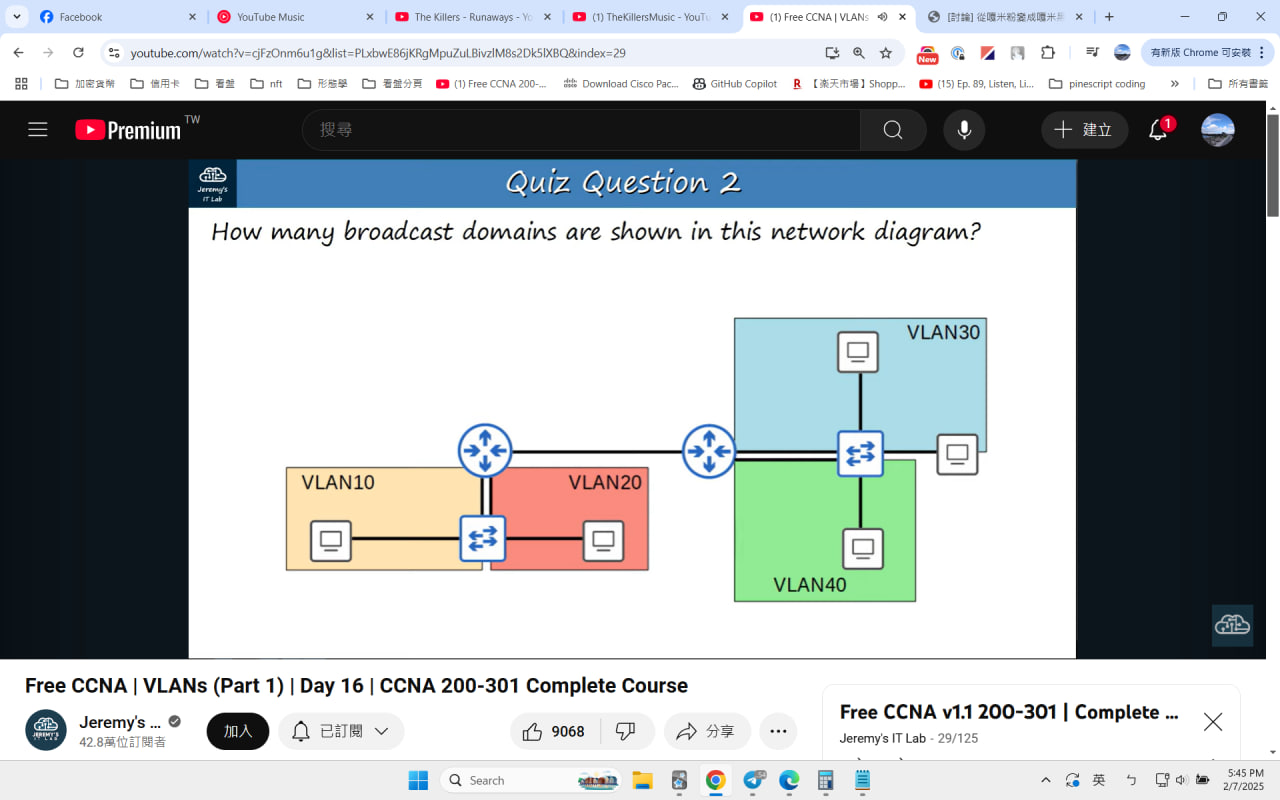 Facebook
YouTube Music
The Killers - Runaways - Yo
(1) TheKillersMusic - YouTu
(1) Free CCNA | VLANs
[討論] 從嘎米粉變成嘎米黑
youtube.com/watch?v=cjFzOnm6u1g&list=PLxbwE86jKRgMpuZuLBivzlM8s2Dk5lXBQ&index=29
New
有新版 Chrome 可安裝
加密貨幣
信用卡
看盤
nft
形態學
看盤分頁
(1) Free CCNA 200-...
Download Cisco Pac...
GitHub Copilot
【楽天市場】Shopp...
(15) Ep. 89, Listen, Li...
pinescript coding
所有書籤
Premium TW
搜尋
建立
1
Jeremy's
IT Lab
Quiz Question 2
How many broadcast domains are shown in this network diagram?
VLAN30
VLAN10
VLAN20
VLAN40
Free CCNA | VLANs (Part 1) | Day 16 | CCNA 200-301 Complete Course
JEREMY'S
IT LAB
Jeremy's ...
42.8萬位訂閱者
加入
已訂閱
9068
分享
Free CCNA v1.1 200-301 | Complete ...
Jeremy's IT Lab - 29/125
Search
英
ㄅ
5:45 PM
2/7/2025